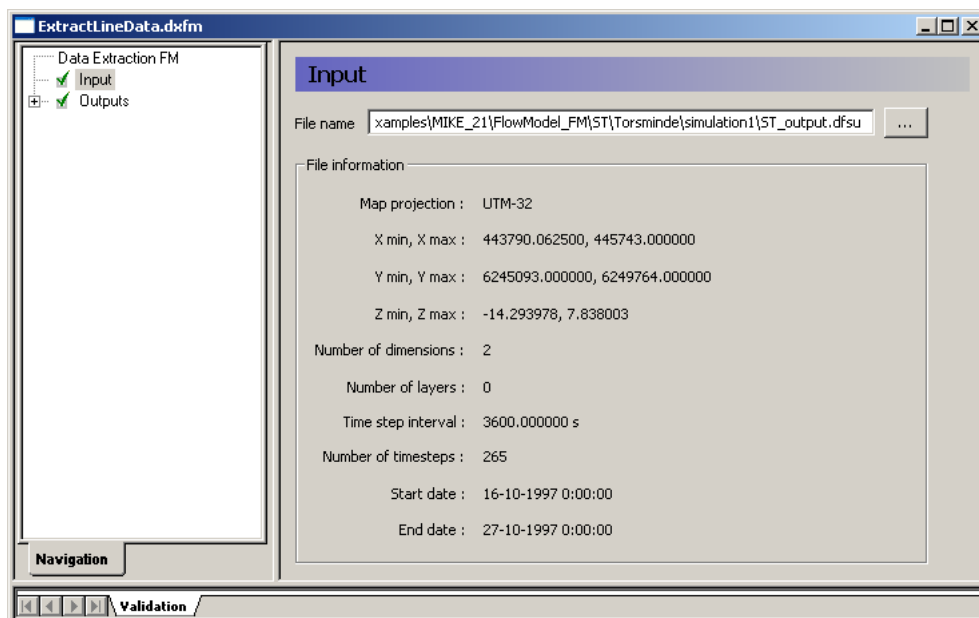 ExtractLineData.dxfm
Data Extraction FM
Input
Outputs
Navigation
Input
File name xamples\MIKE_21\FlowModel_FM\ST\Torsminde\simulation1\ST_output.dfsu ...
File information
Map projection : UTM-32
X min, X max : 443790.062500, 445743.000000
Y min, Y max : 6245093.000000, 6249764.000000
Z min, Z max : -14.293978, 7.838003
Number of dimensions : 2
Number of layers : 0
Time step interval : 3600.000000 s
Number of timesteps : 265
Start date : 16-10-1997 0:00:00
End date : 27-10-1997 0:00:00
Validation